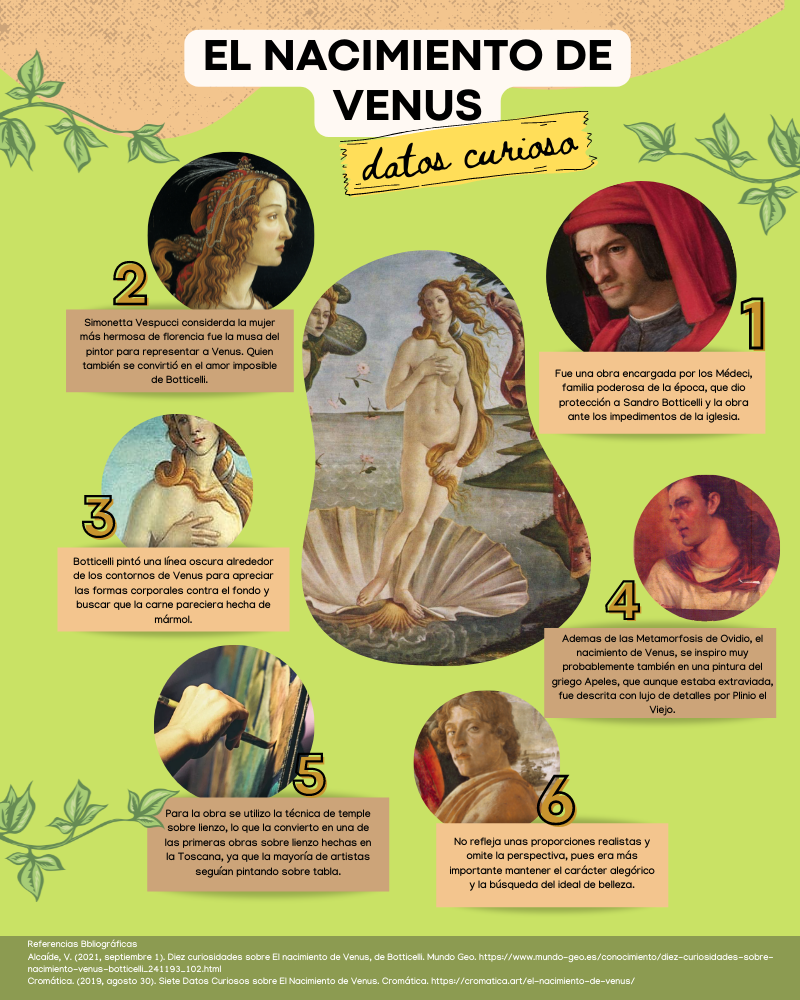 EL NACIMIENTO DE
VENUS
datos curioso
1
Fue una obra encargada por los Médeci,
familia poderosa de la época, que dio
protección a Sandro Botticelli y la obra
ante los impedimentos de la iglesia.
2
Simonetta Vespucci considerda la mujer
más hermosa de florencia fue la musa del
pintor para representar a Venus. Quien
también se convirtió en el amor imposible
de Botticelli.
3
Botticelli pintó una línea oscura alrededor
de los contornos de Venus para apreciar
las formas corporales contra el fondo y
buscar que la carne pareciera hecha de
mármol.
4
Ademas de las Metamorfosis de Ovidio, el
nacimiento de Venus, se inspiro muy
probablemente también en una pintura del
griego Apeles, que aunque estaba extraviada,
fue descrita con lujo de detalles por Plinio el
Viejo.
5
Para la obra se utilizo la técnica de temple
sobre lienzo, lo que la convierto en una de
las primeras obras sobre lienzo hechas en
la Toscana, ya que la mayoría de artistas
seguían pintando sobre tabla.
6
No refleja unas proporciones realistas y
omite la perspectiva, pues era más
importante mantener el carácter alegórico
y la búsqueda del ideal de belleza.
Referencias Bbliográficas
Alcaíde, V. (2021, septiembre 1). Diez curiosidades sobre El nacimiento de Venus, de Botticelli. Mundo Geo. https://www.mundo-geo.es/conocimiento/diez-curiosidades-sobre-
nacimiento-venus-botticelli_241193_102.html
Cromática. (2019, agosto 30). Siete Datos Curiosos sobre El Nacimiento de Venus. Cromática. https://cromatica.art/el-nacimiento-de-venus/